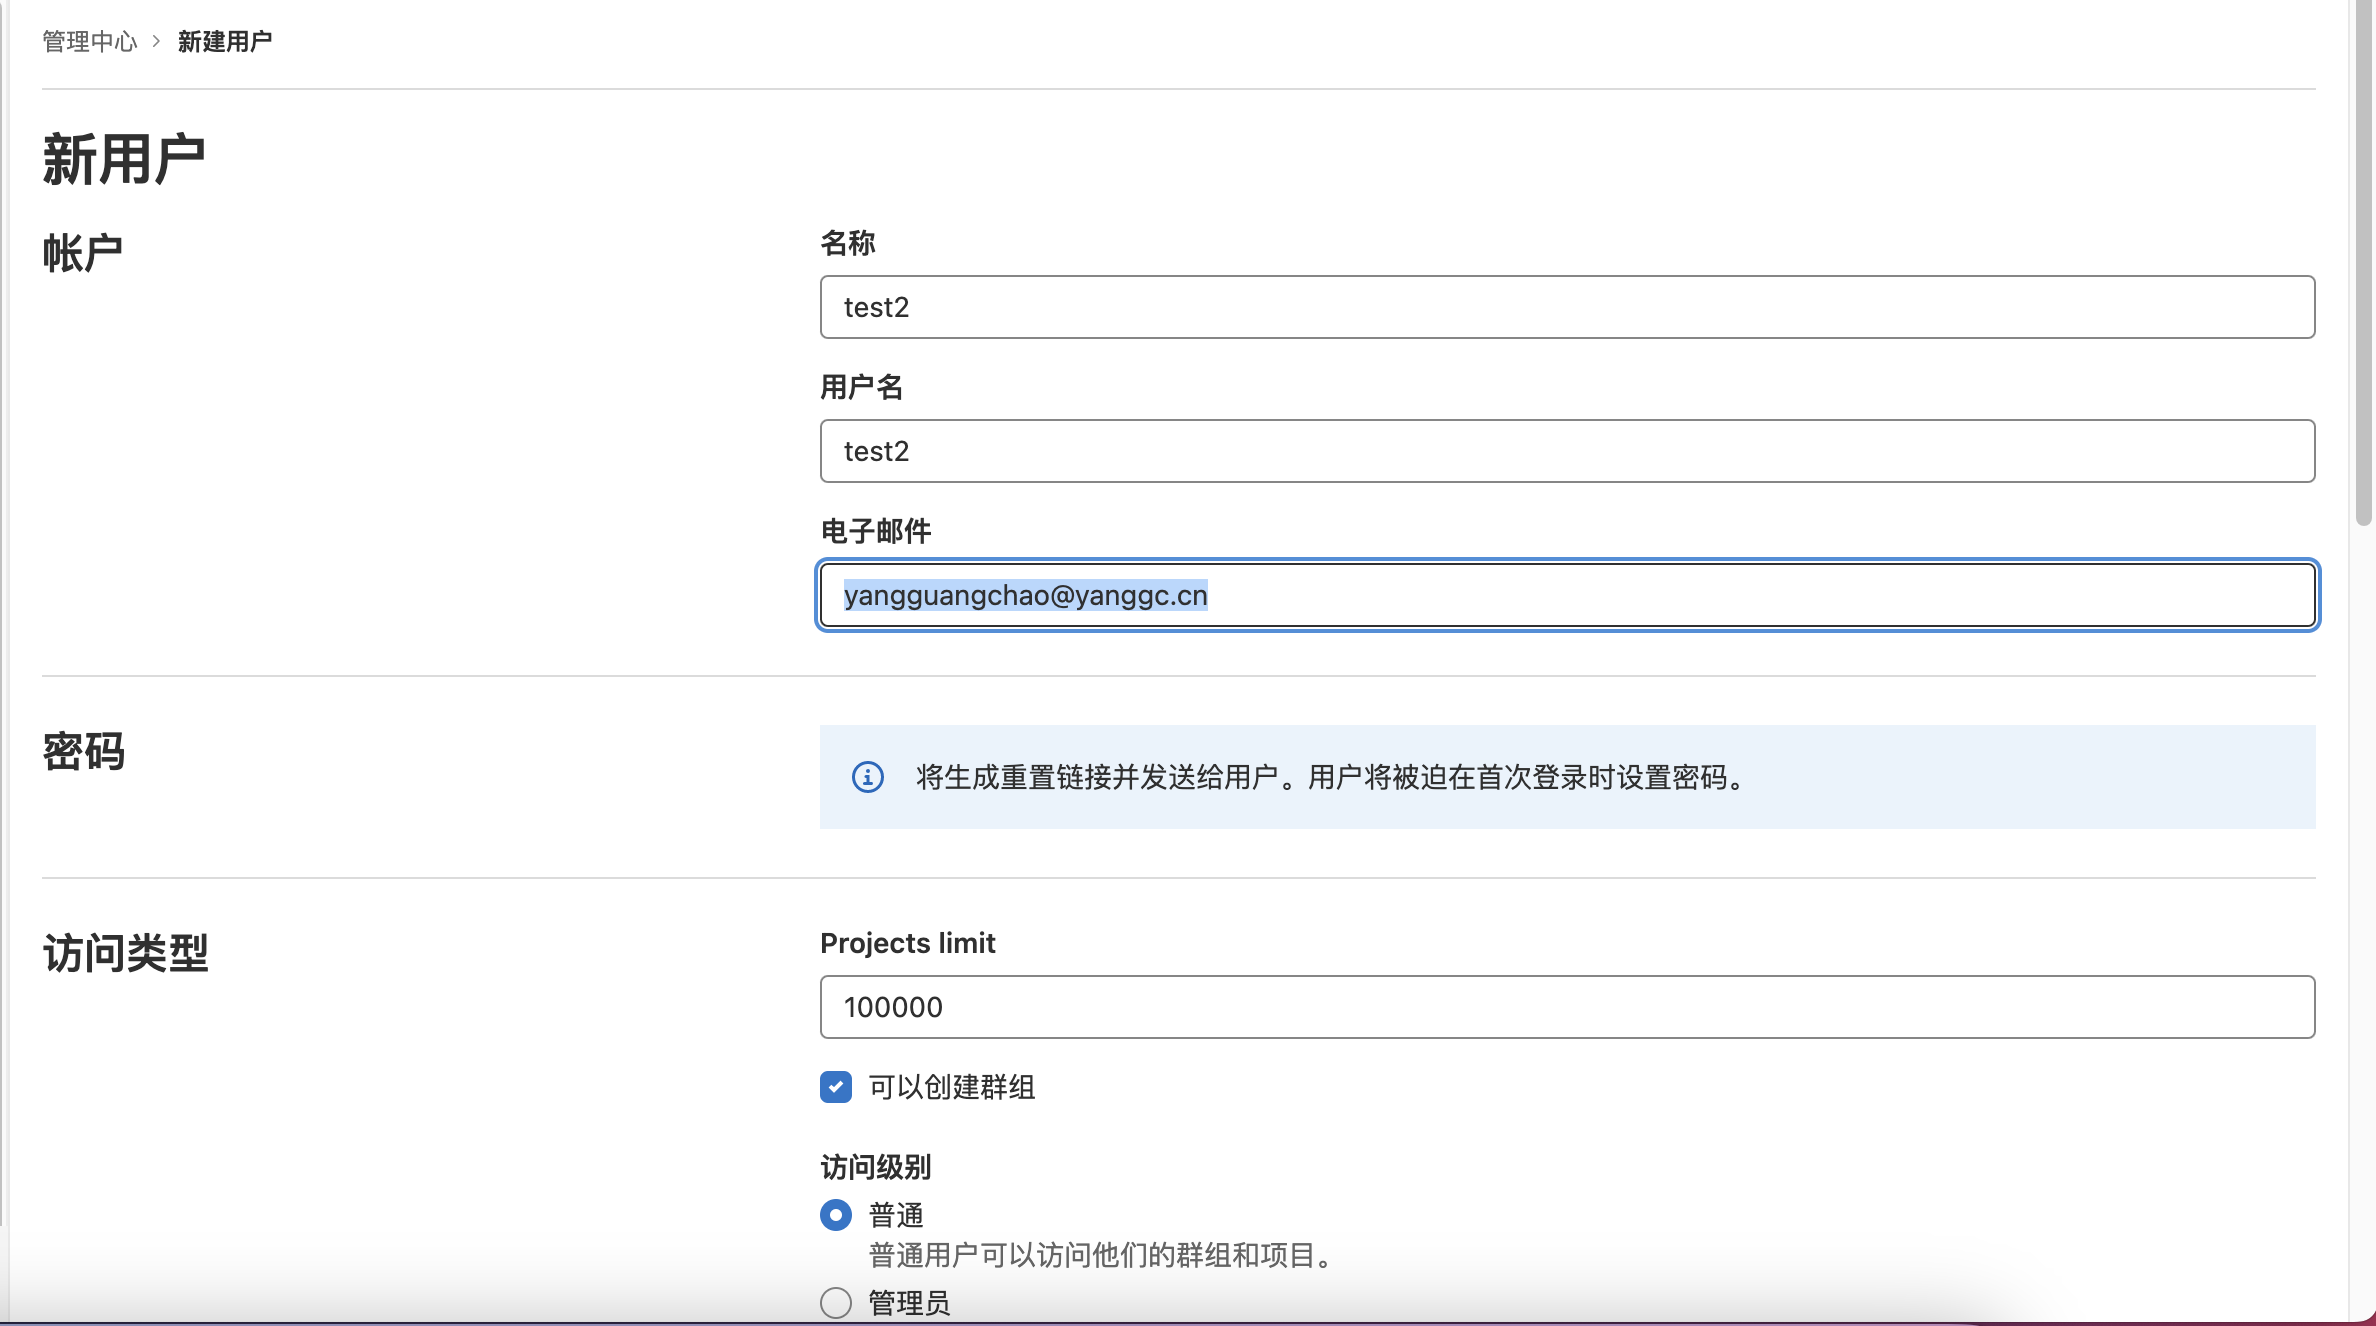 管理中心 > 新建用户
新用户
帐户
名称
test2
用户名
test2
电子邮件
yangguangchao@yanggc.cn
密码
将生成重置链接并发送给用户。用户将被迫在首次登录时设置密码。
访问类型
Projects limit
100000
可以创建群组
访问级别
普通
普通用户可以访问他们的群组和项目。
管理员